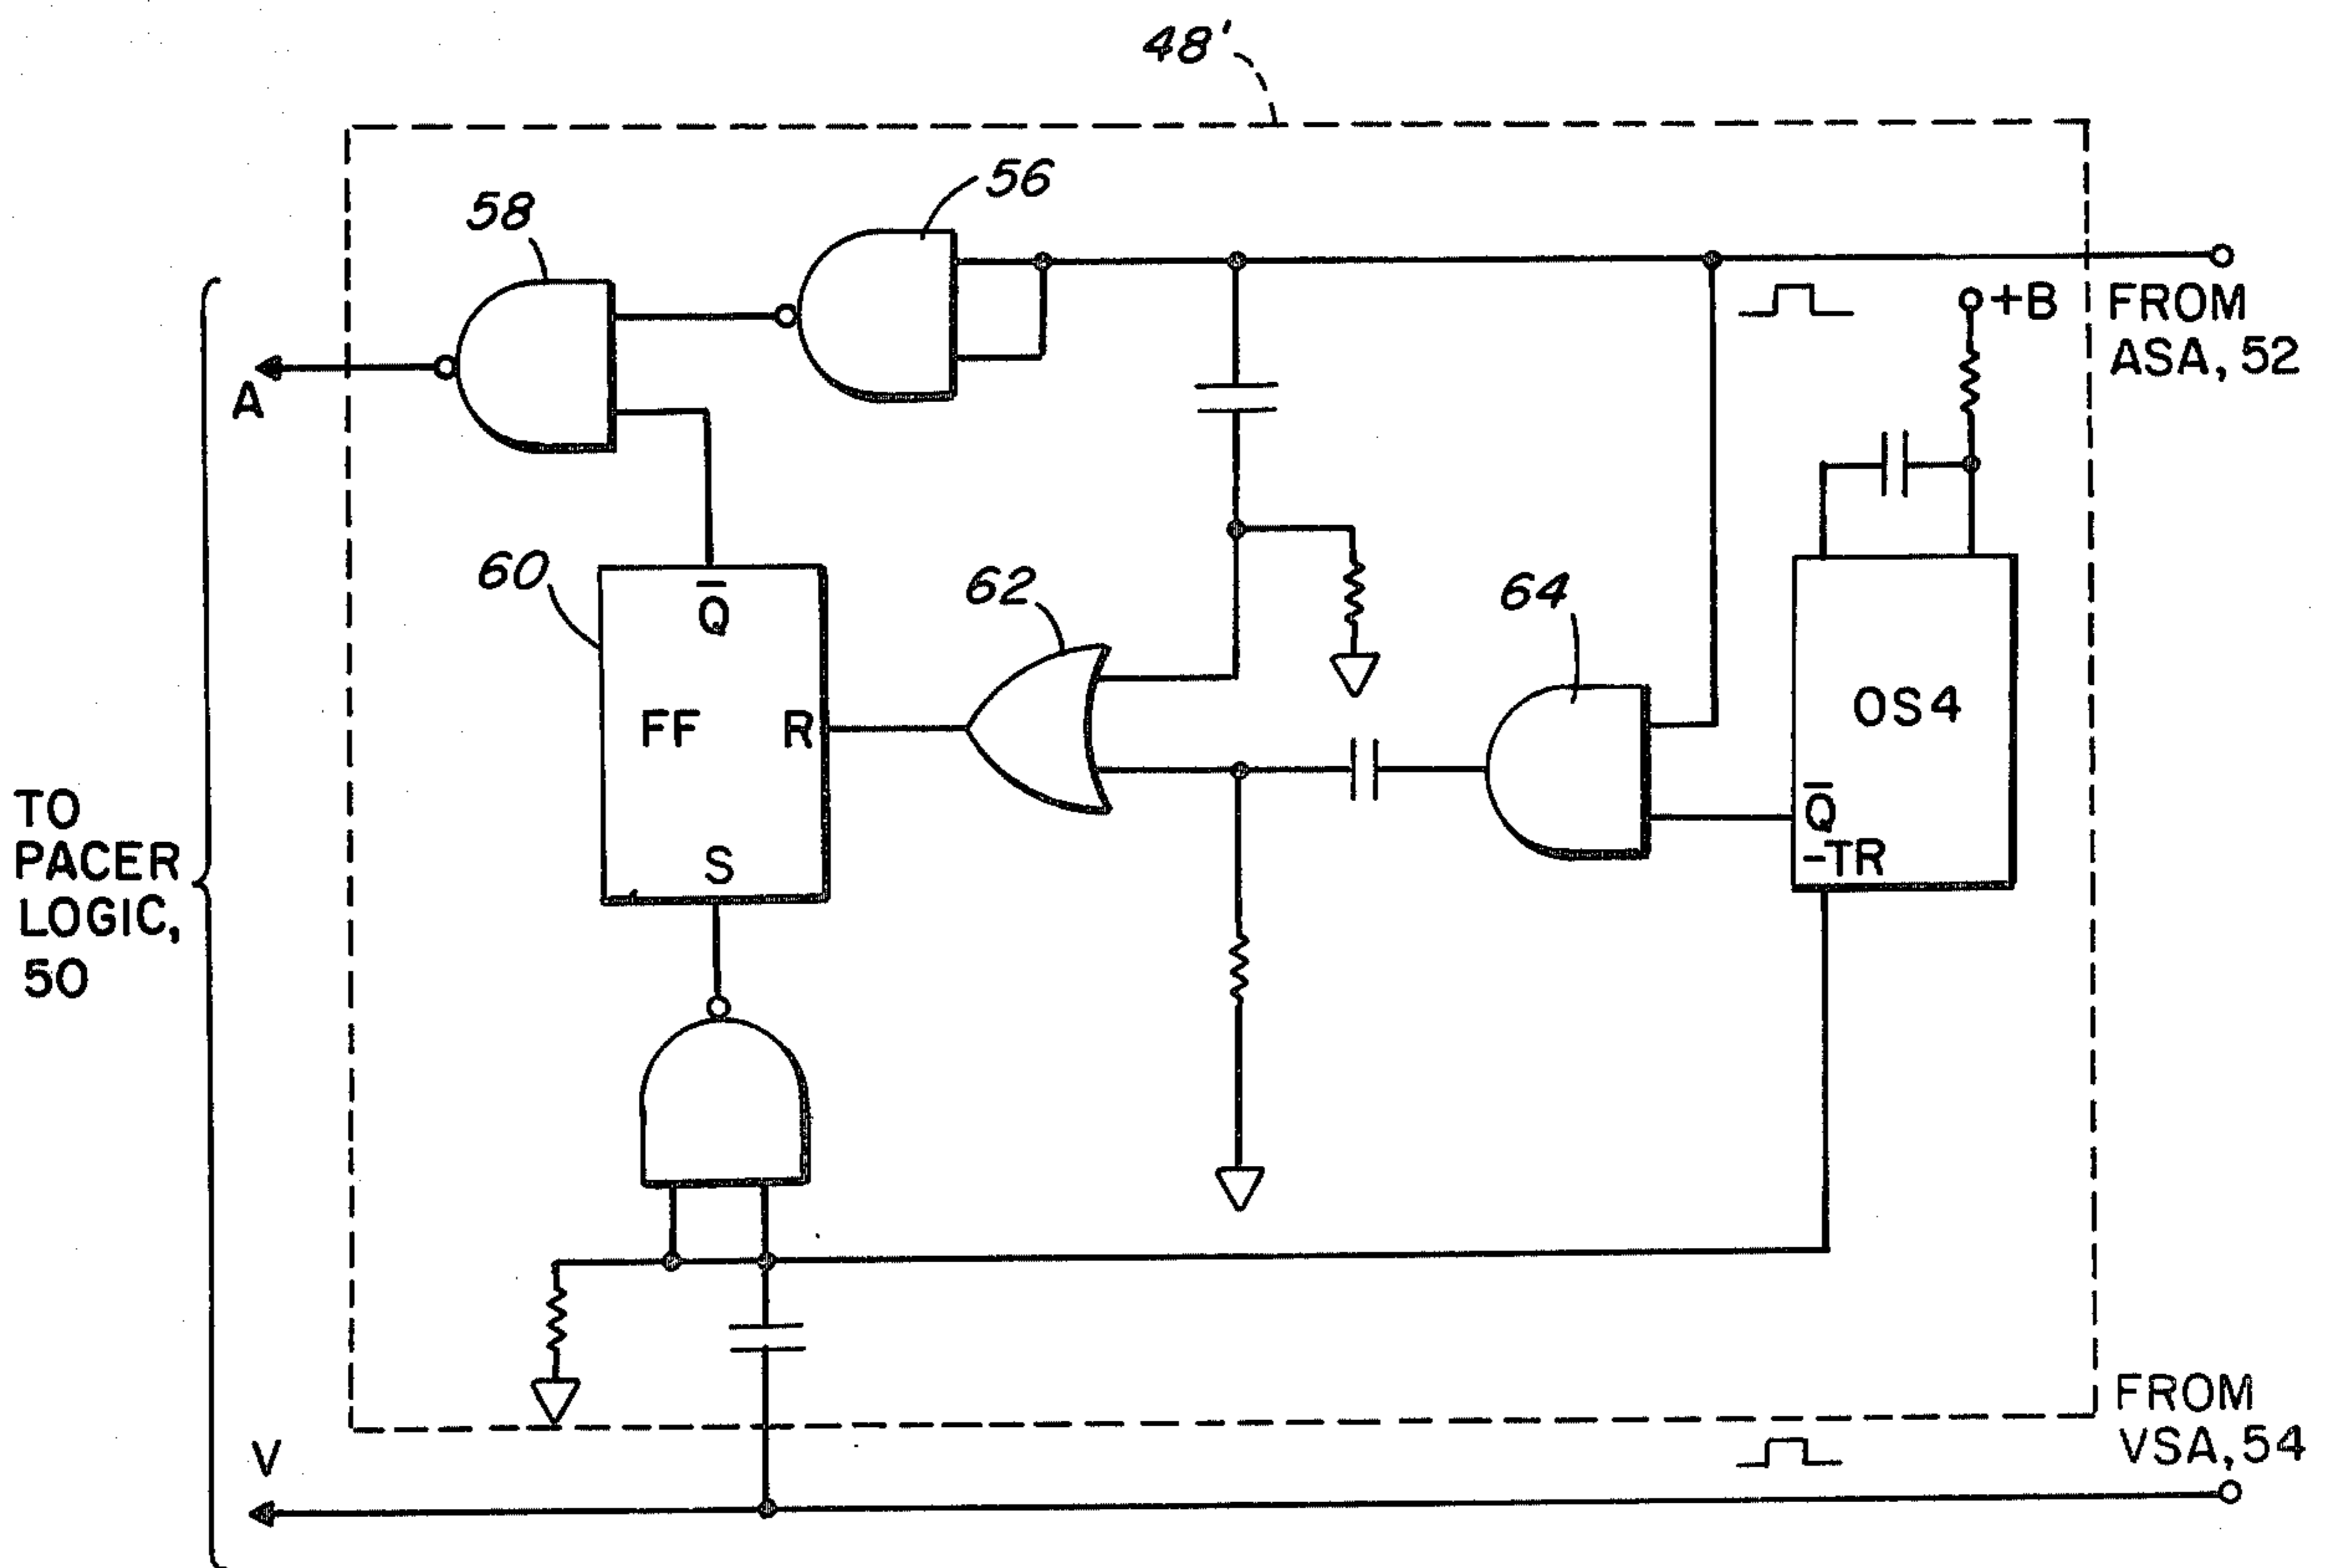 48'
58
56
+B
FROM
ASA, 52
A
60
Q̅
62
64
FF
R
OS4
S
Q̅
-TR
TO
PACER
LOGIC,
50
V
FROM
VSA, 54